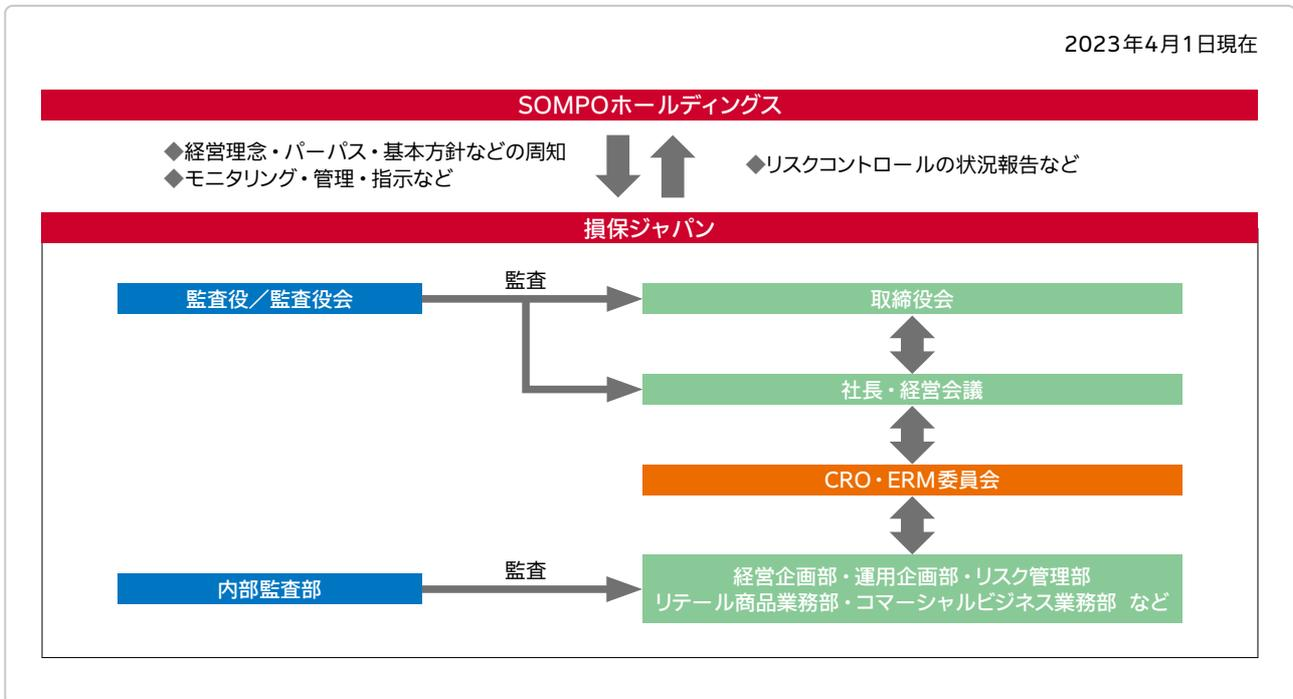 2023年4月1日現在
SOMPOホールディングス
◆経営理念・パーパス・基本方針などの周知
◆モニタリング・管理・指示など
◆リスクコントロールの状況報告など
損保ジャパン
監査役／監査役会
監査
取締役会
社長・経営会議
CRO・ERM委員会
内部監査部
監査
経営企画部・運用企画部・リスク管理部
リテール商品業務部・コマーシャルビジネス業務部 など